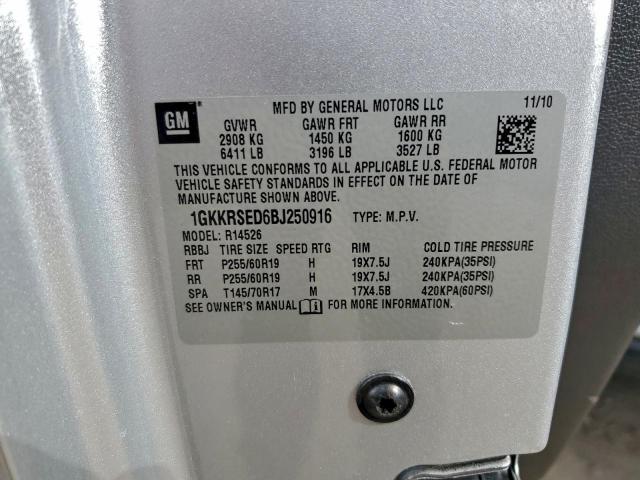 GM
MFD BY GENERAL MOTORS LLC 11/10
GVWR GAWR FRT GAWR RR
2908 KG 1450 KG 1600 KG
6411 LB 3196 LB 3527 LB
THIS VEHICLE CONFORMS TO ALL APPLICABLE U.S. FEDERAL MOTOR
VEHICLE SAFETY STANDARDS IN EFFECT ON THE DATE OF
MANUFACTURE SHOWN ABOVE.
1GKKRSED6BJ250916 TYPE: M.P.V.
MODEL: R14526
RBBJ TIRE SIZE SPEED RTG RIM COLD TIRE PRESSURE
FRT P255/60R19 H 19X7.5J 240KPA(35PSI)
RR P255/60R19 H 19X7.5J 240KPA(35PSI)
SPA T145/70R17 M 17X4.5B 420KPA(60PSI)
SEE OWNER'S MANUAL FOR MORE INFORMATION.